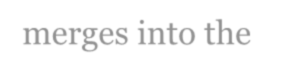 merges into the